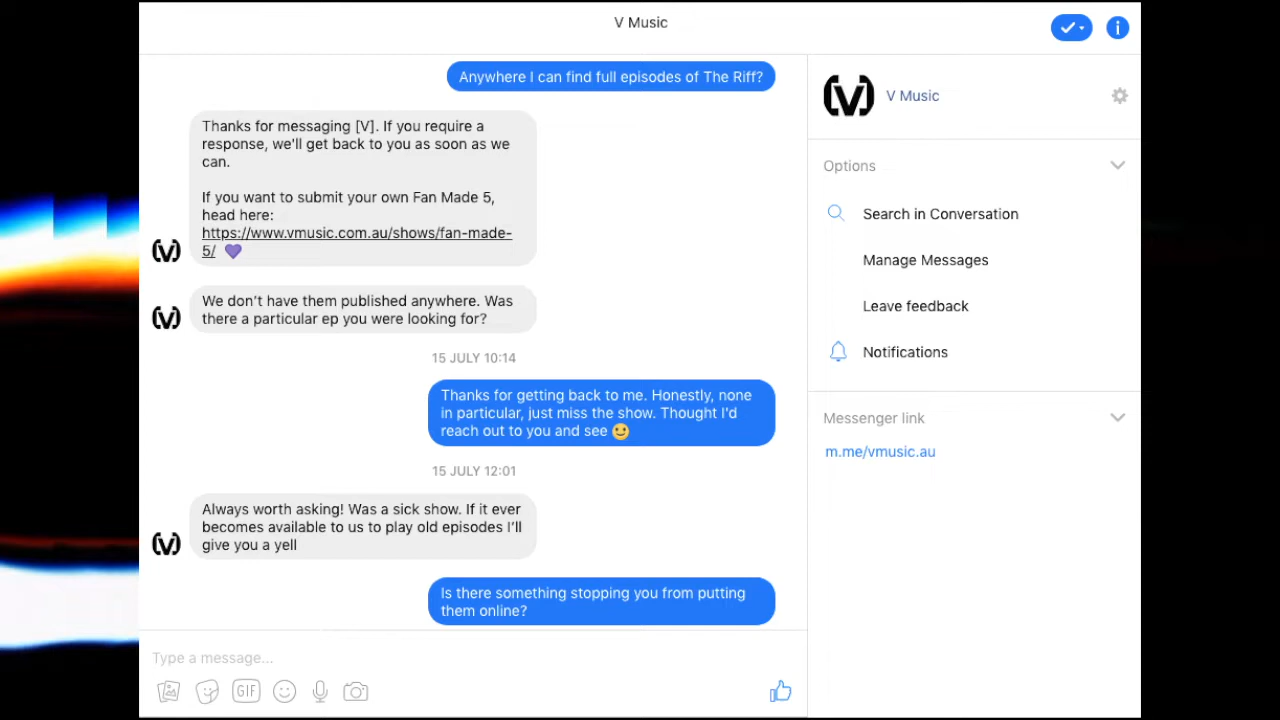 V Music
Anywhere I can find full episodes of The Riff?
Thanks for messaging [V]. If you require a
response, we'll get back to you as soon as we
can.
If you want to submit your own Fan Made 5,
head here:
https://www.vmusic.com.au/shows/fan-made-
5/ 💜
[V]
We don't have them published anywhere. Was
there a particular ep you were looking for?
[V]
15 JULY 10:14
Thanks for getting back to me. Honestly, none
in particular, just miss the show. Thought I'd
reach out to you and see 🙂
15 JULY 12:01
Always worth asking! Was a sick show. If it ever
becomes available to us to play old episodes I'll
give you a yell
[V]
Is there something stopping you from putting
them online?
Type a message...
GIF
[V] V Music
Options
Search in Conversation
Manage Messages
Leave feedback
Notifications
Messenger link
m.me/vmusic.au